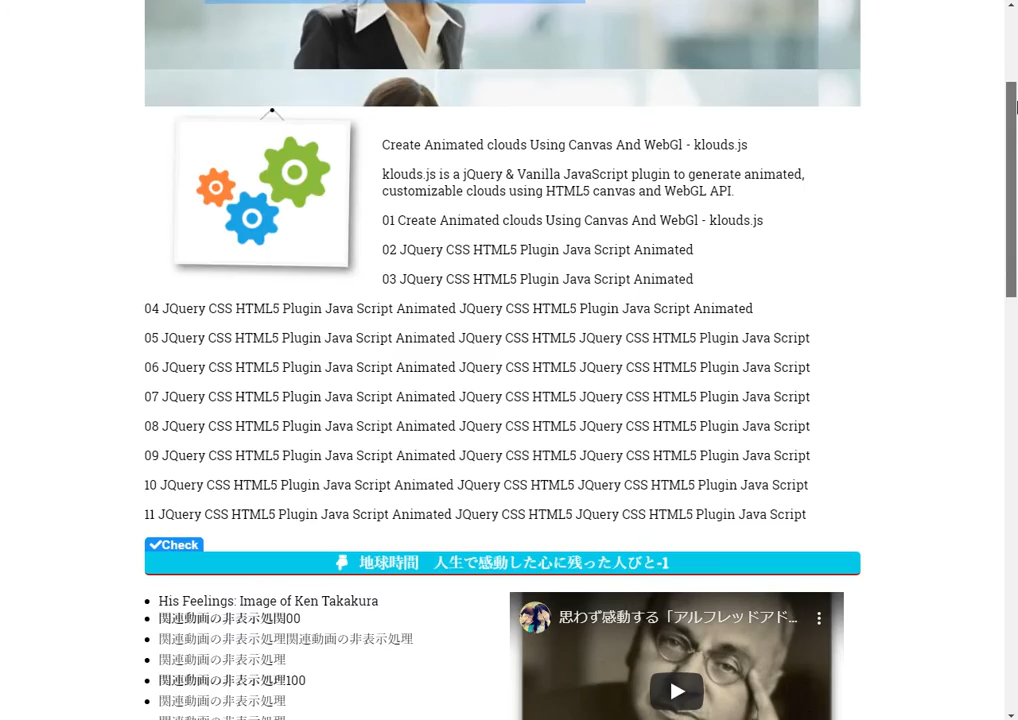 Create Animated clouds Using Canvas And WebGl - klouds.js
klouds.js is a jQuery & Vanilla JavaScript plugin to generate animated,
customizable clouds using HTML5 canvas and WebGL API.
01 Create Animated clouds Using Canvas And WebGl - klouds.js
02 JQuery CSS HTML5 Plugin Java Script Animated
03 JQuery CSS HTML5 Plugin Java Script Animated
04 JQuery CSS HTML5 Plugin Java Script Animated JQuery CSS HTML5 Plugin Java Script Animated
05 JQuery CSS HTML5 Plugin Java Script Animated JQuery CSS HTML5 JQuery CSS HTML5 Plugin Java Script
06 JQuery CSS HTML5 Plugin Java Script Animated JQuery CSS HTML5 JQuery CSS HTML5 Plugin Java Script
07 JQuery CSS HTML5 Plugin Java Script Animated JQuery CSS HTML5 JQuery CSS HTML5 Plugin Java Script
08 JQuery CSS HTML5 Plugin Java Script Animated JQuery CSS HTML5 JQuery CSS HTML5 Plugin Java Script
09 JQuery CSS HTML5 Plugin Java Script Animated JQuery CSS HTML5 JQuery CSS HTML5 Plugin Java Script
10 JQuery CSS HTML5 Plugin Java Script Animated JQuery CSS HTML5 JQuery CSS HTML5 Plugin Java Script
11 JQuery CSS HTML5 Plugin Java Script Animated JQuery CSS HTML5 JQuery CSS HTML5 Plugin Java Script
Check
地球時間　人生で感動した心に残った人びと-1
His Feelings: Image of Ken Takakura
関連動画の非表示処関00
関連動画の非表示処理関連動画の非表示処理
関連動画の非表示処理
関連動画の非表示処理100
関連動画の非表示処理
思わず感動する「アルフレッドアド...